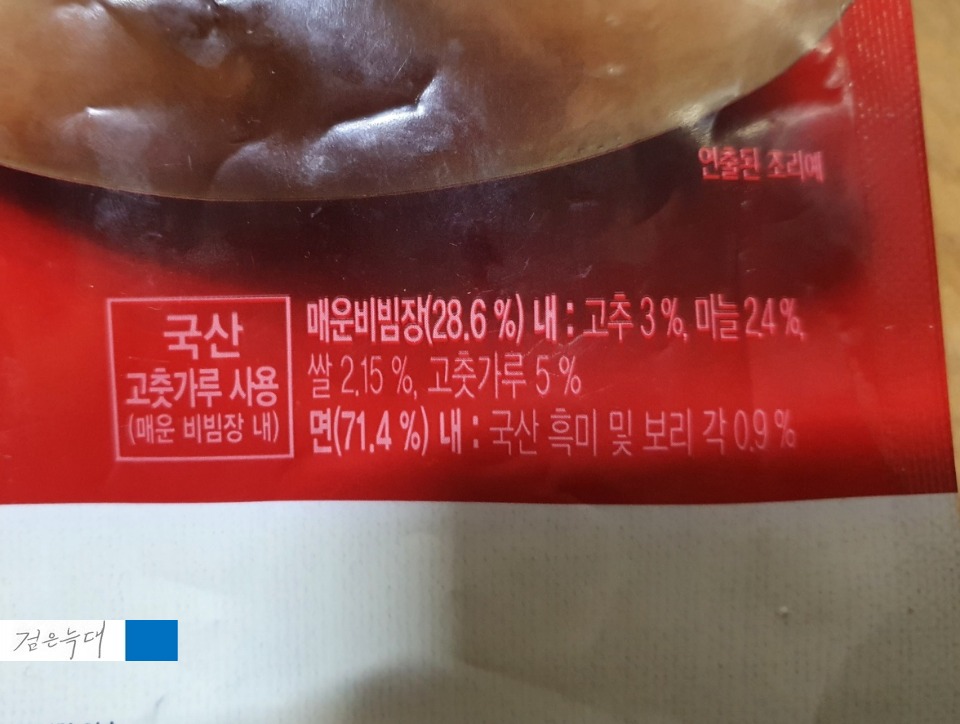 연출된 조리예
국산
고춧가루 사용
(매운 비빔장 내)
매운비빔장(28.6 %) 내 : 고추 3 %, 마늘 2.4 %,
쌀 2.15 %, 고춧가루 5 %
면(71.4 %) 내 : 국산 흑미 및 보리 각 0.9 %
검은늑대